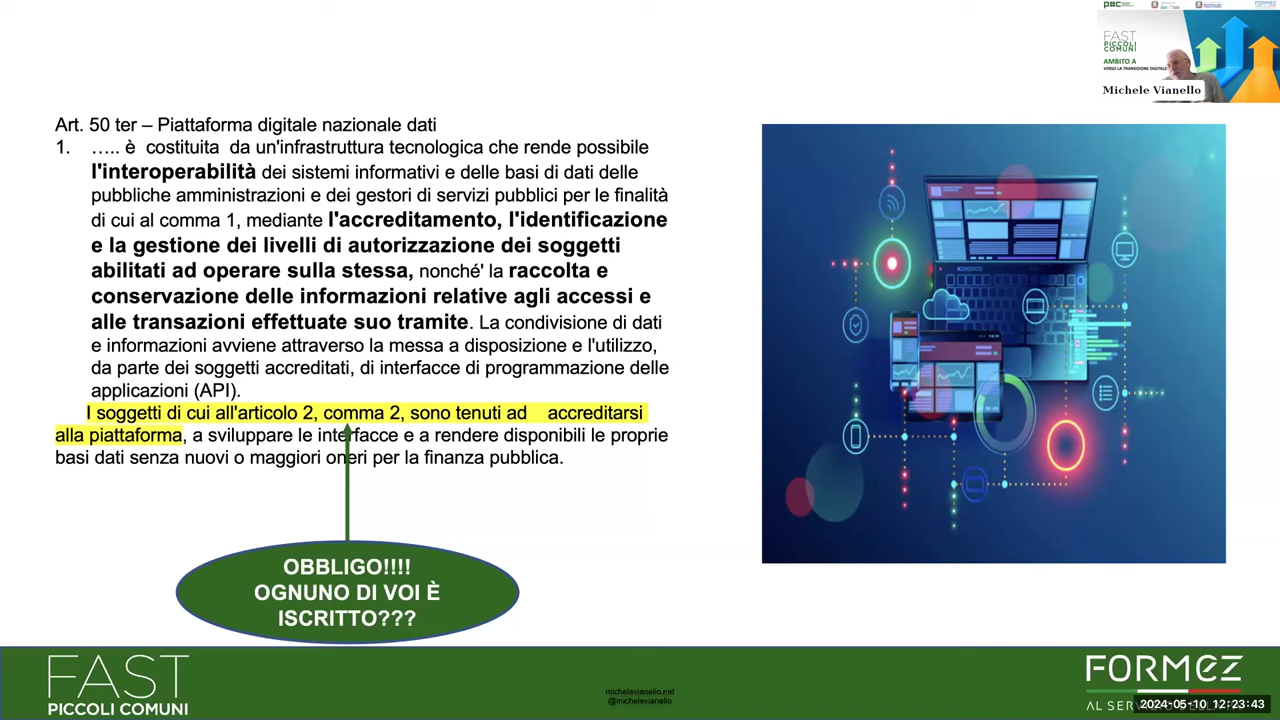 FAST
PICCOLI
COMUNI
AMBITO A
VERSO LA TRANSIZIONE DIGITALE
Michele Vianello
Art. 50 ter – Piattaforma digitale nazionale dati
1. ….. è costituita da un'infrastruttura tecnologica che rende possibile
l'interoperabilità dei sistemi informativi e delle basi di dati delle
pubbliche amministrazioni e dei gestori di servizi pubblici per le finalità
di cui al comma 1, mediante l'accreditamento, l'identificazione
e la gestione dei livelli di autorizzazione dei soggetti
abilitati ad operare sulla stessa, nonché' la raccolta e
conservazione delle informazioni relative agli accessi e
alle transazioni effettuate suo tramite. La condivisione di dati
e informazioni avviene attraverso la messa a disposizione e l'utilizzo,
da parte dei soggetti accreditati, di interfacce di programmazione delle
applicazioni (API).
I soggetti di cui all'articolo 2, comma 2, sono tenuti ad accreditarsi
alla piattaforma, a sviluppare le interfacce e a rendere disponibili le proprie
basi dati senza nuovi o maggiori oneri per la finanza pubblica.
OBBLIGO!!!!
OGNUNO DI VOI È
ISCRITTO???
FAST
PICCOLI COMUNI
michelevianello.net
@michelevianello
FORMEZ
AL SERVIZIO
2024-05-10 12:23:43